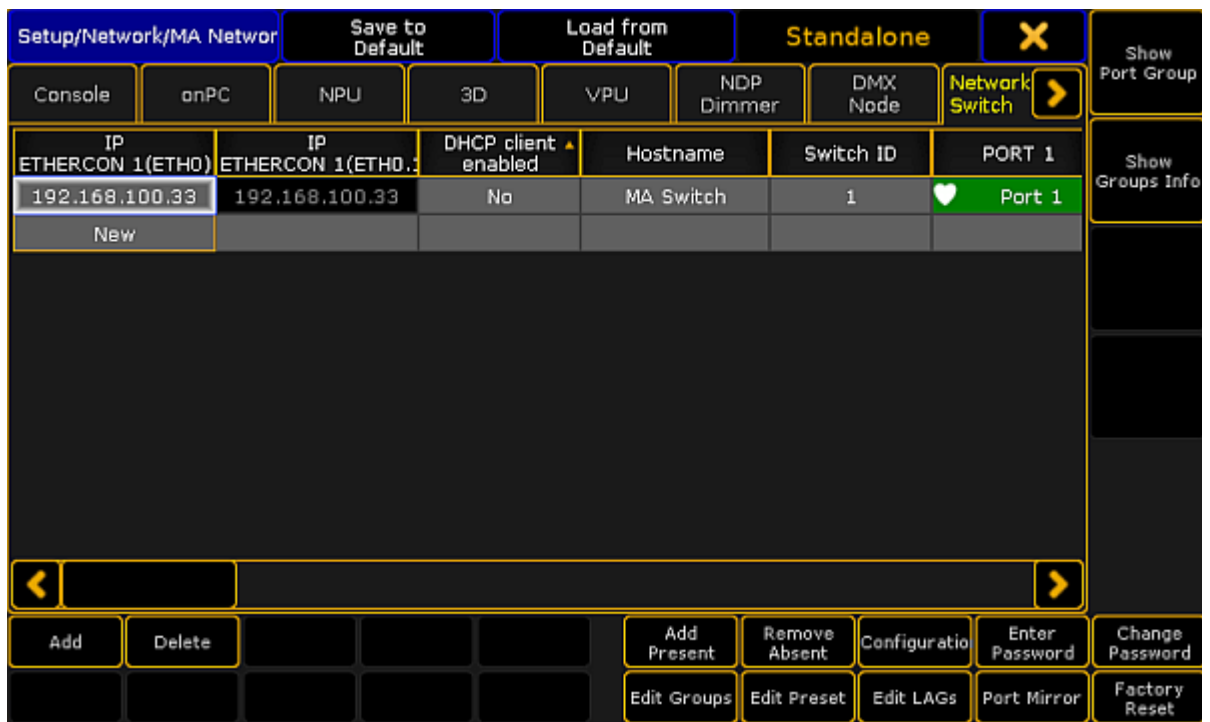 Setup/Network/MA Networ
Save to
Default
Load from
Default
Standalone
Show
Port Group
Console
onPC
NPU
3D
VPU
NDP
Dimmer
DMX
Node
Network
Switch
IP
ETHERCON 1(ETH0)
IP
ETHERCON 1(ETH0.
DHCP client
enabled
Hostname
Switch ID
PORT 1
Show
Groups Info
192.168.100.33
192.168.100.33
No
MA Switch
1
Port 1
New
Add
Delete
Add
Present
Remove
Absent
Configuratio
Enter
Password
Change
Password
Edit Groups
Edit Preset
Edit LAGs
Port Mirror
Factory
Reset